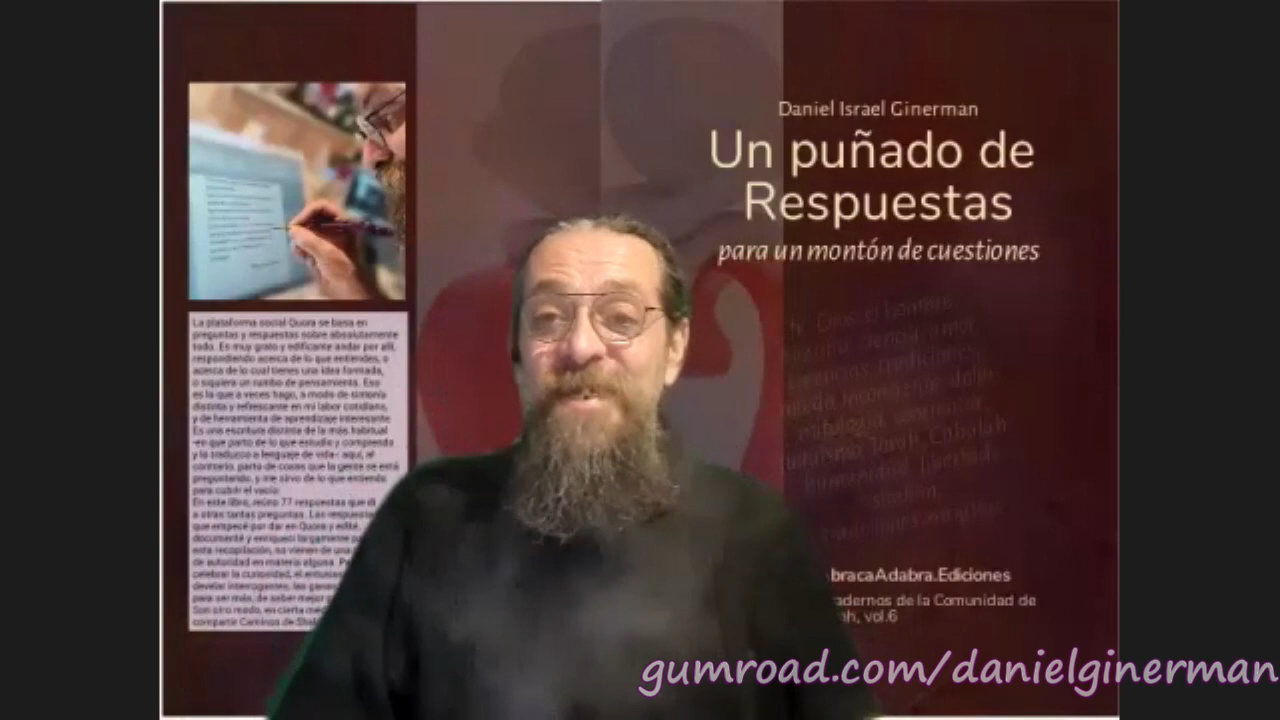 Daniel Israel Ginerman
Un puñado de
Respuestas
para un montón de cuestiones
La plataforma social Quora se basa en
preguntas y respuestas sobre absolutamente
todo. Es muy grato y edificante andar por allí,
respondiendo acerca de lo que entiendes, o
acerca de lo cual tienes una idea formada,
o siquiera un rumbo de pensamiento. Eso
es lo que a veces hago, a modo de
distinta y refrescante en mi labor cotidiana,
y de herramienta de aprendizaje interesante.
Es una escritura distinta de la más habitual
-en que parto de lo que estudio y comprendo
y lo traduzco a lenguaje de vida-: aquí, al
contrario, parto de cosas que la gente se está
preguntando, y me sirvo de lo que entiendo
para cubrir el vacío.
En este libro, reúno 77 respuestas que di
a otras tantas preguntas. Las respuestas
que empecé por dar en Quora y edité,
documenté y enriquecí largamente
esta recopilación, no vienen de una
de autoridad en materia alguna.
celebrar la curiosidad, el
develar interrogantes, las
para ser más, de saber mejor
Son otro modo, en cierta
compartir Caminos de
bracaAdabra.Ediciones
adernos de la Comunidad de
ah, vol.6
gumroad.com/danielginerman